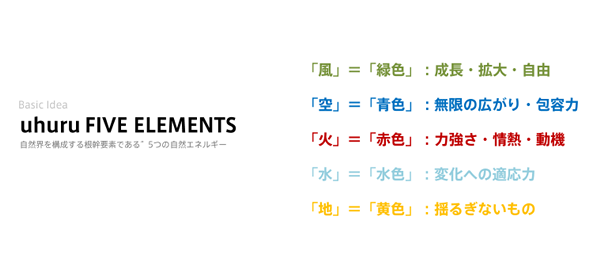 Basic Idea
uhuru FIVE ELEMENTS
自然界を構成する根幹要素である"5つの自然エネルギー
「風」＝「緑色」：成長・拡大・自由
「空」＝「青色」：無限の広がり・包容力
「火」＝「赤色」：力強さ・情熱・動機
「水」＝「水色」：変化への適応力
「地」＝「黄色」：揺るぎないもの